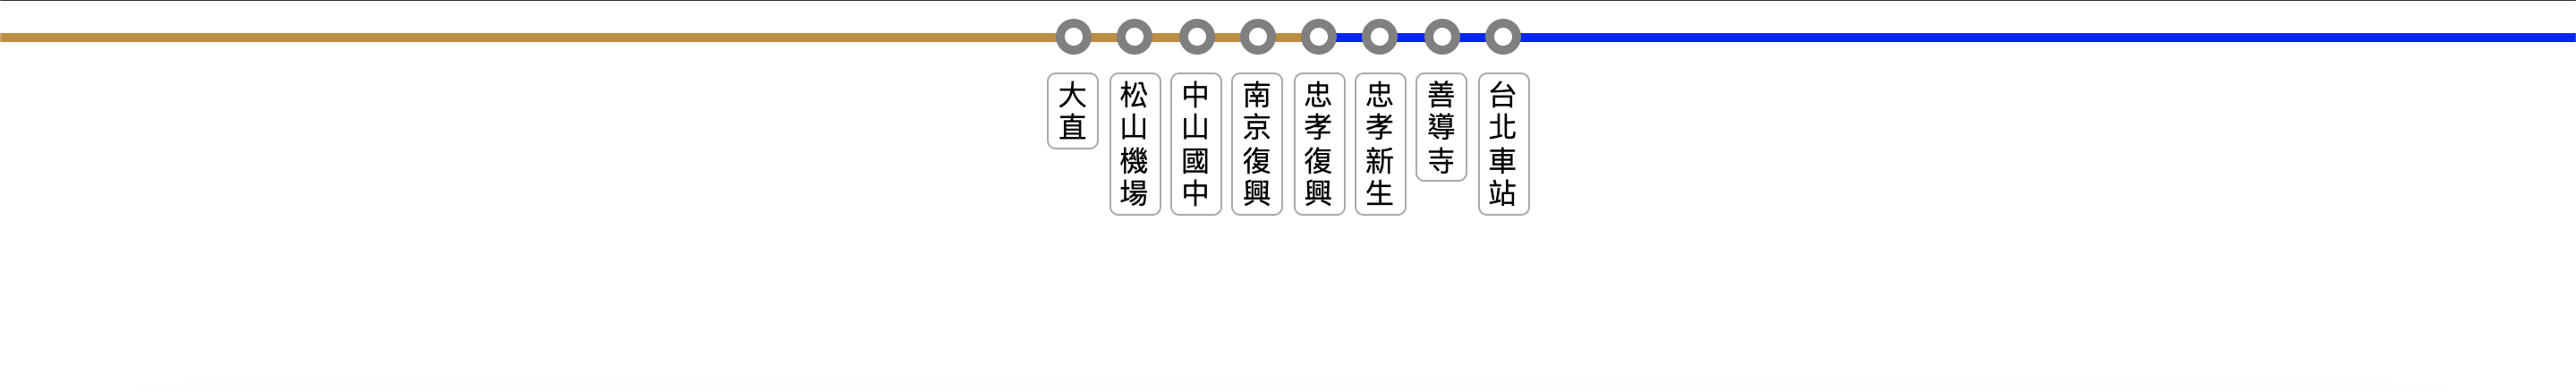 大直
松山機場
中山國中
南京復興
忠孝復興
忠孝新生
善導寺
台北車站